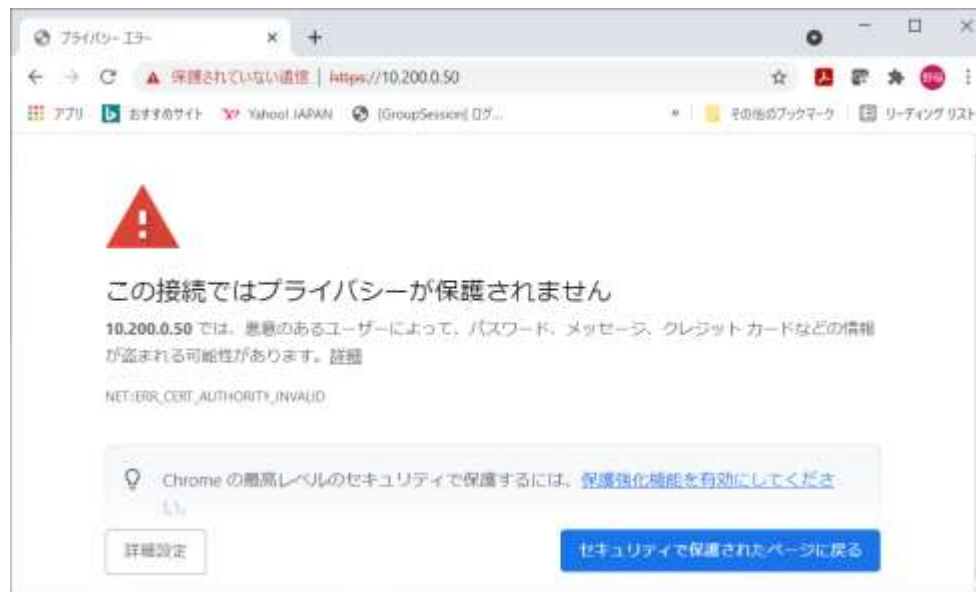 プライバシー エラー
保護されていない通信 | https://10.200.0.50
アプリ おすすめサイト Yahoo! JAPAN [GroupSession] ログ... » その他のブックマーク リーディング リスト
この接続ではプライバシーが保護されません
10.200.0.50 では、悪意のあるユーザーによって、パスワード、メッセージ、クレジット カードなどの情報
が盗まれる可能性があります。詳細
NET::ERR_CERT_AUTHORITY_INVALID
Chrome の最高レベルのセキュリティで保護するには、保護強化機能を有効にしてくださ
い。
詳細設定 セキュリティで保護されたページに戻る